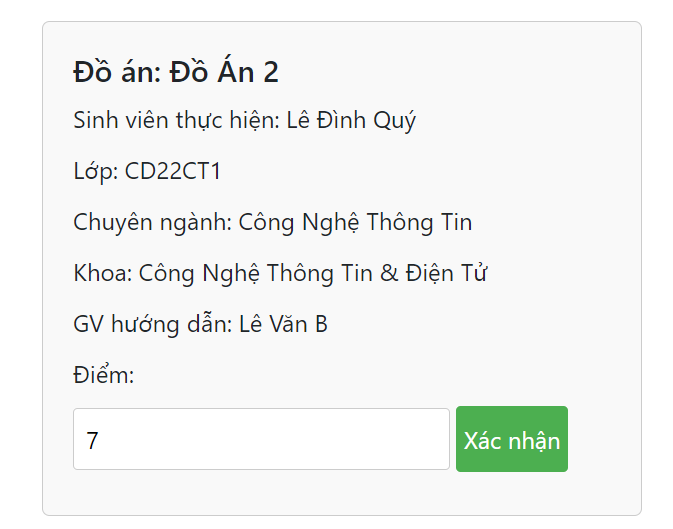 Đồ án: Đồ Án 2
Sinh viên thực hiện: Lê Đình Quý
Lớp: CD22CT1
Chuyên ngành: Công Nghệ Thông Tin
Khoa: Công Nghệ Thông Tin & Điện Tử
GV hướng dẫn: Lê Văn B
Điểm:
7 Xác nhận